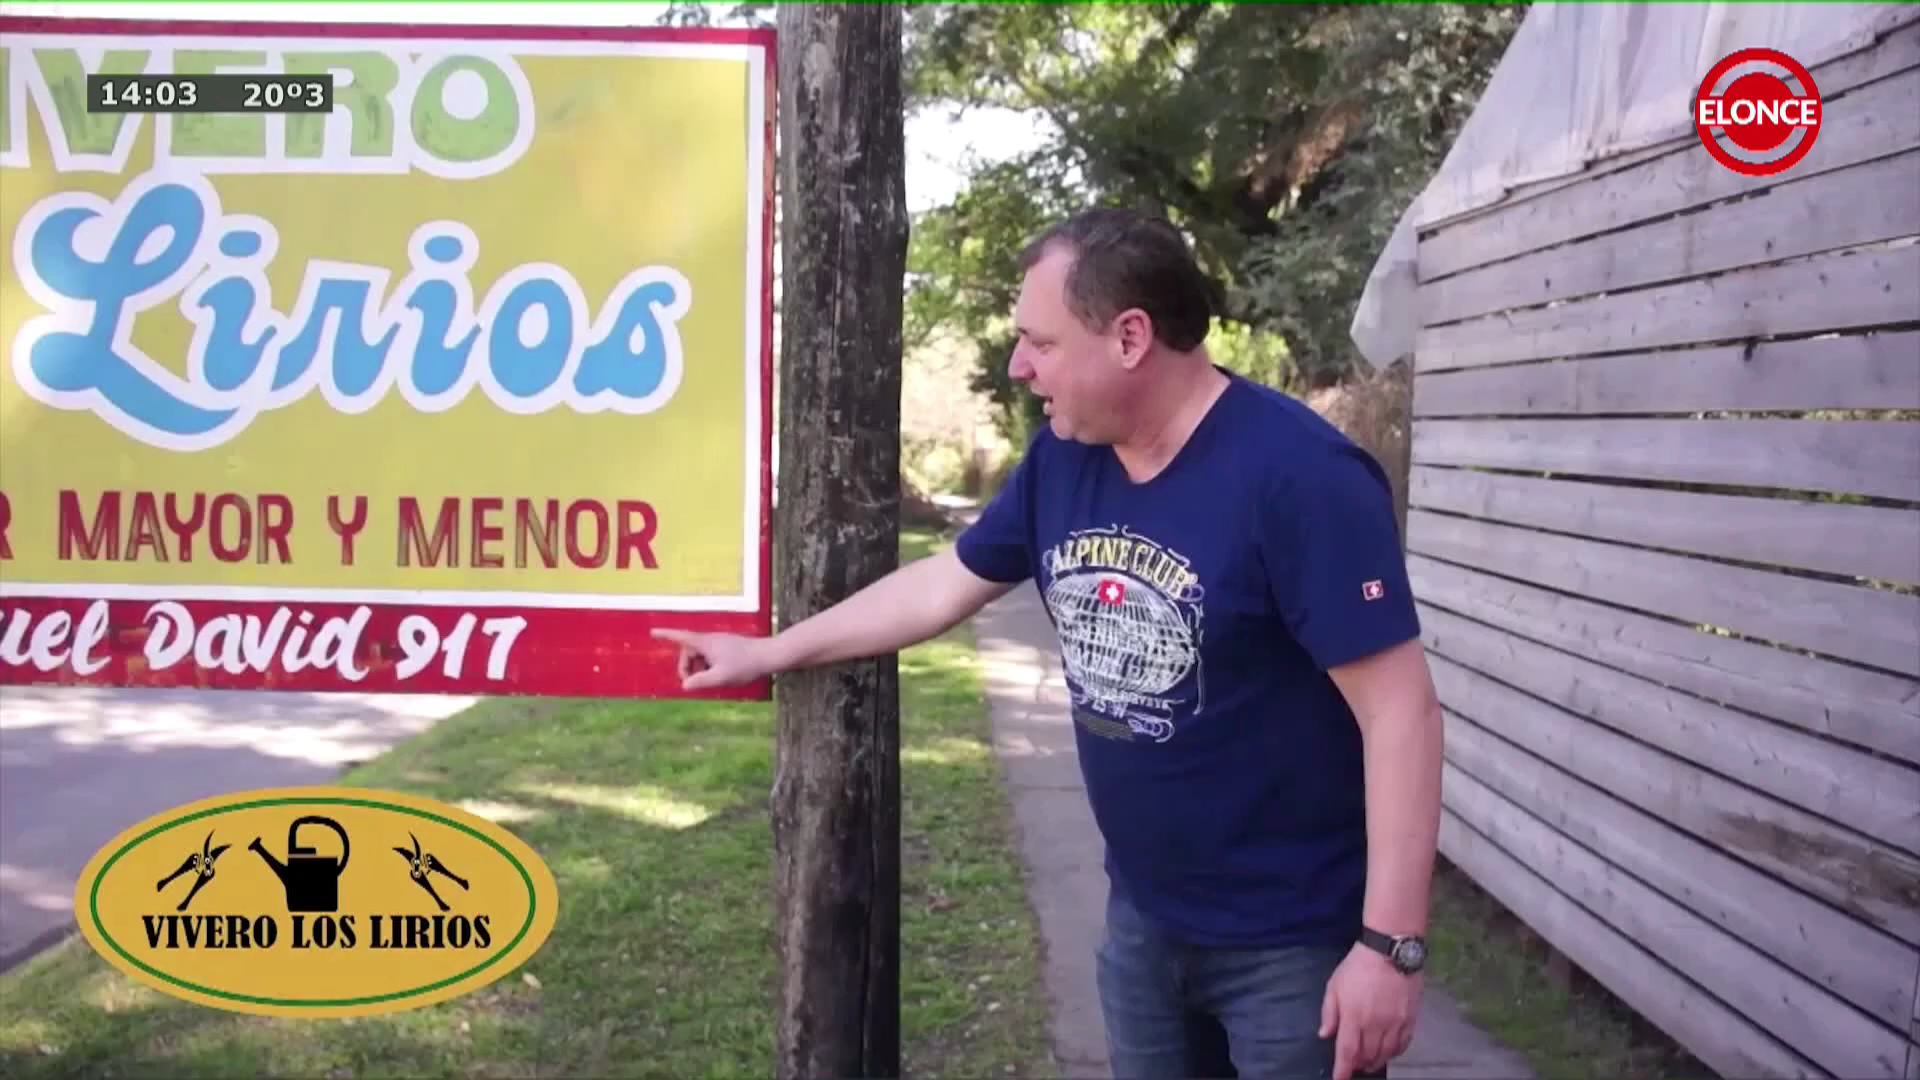 IVERO
14:03 20º3
ELONCE
Lirios
R MAYOR Y MENOR
uel David 917
ALPINE CLUB
VIVERO LOS LIRIOS